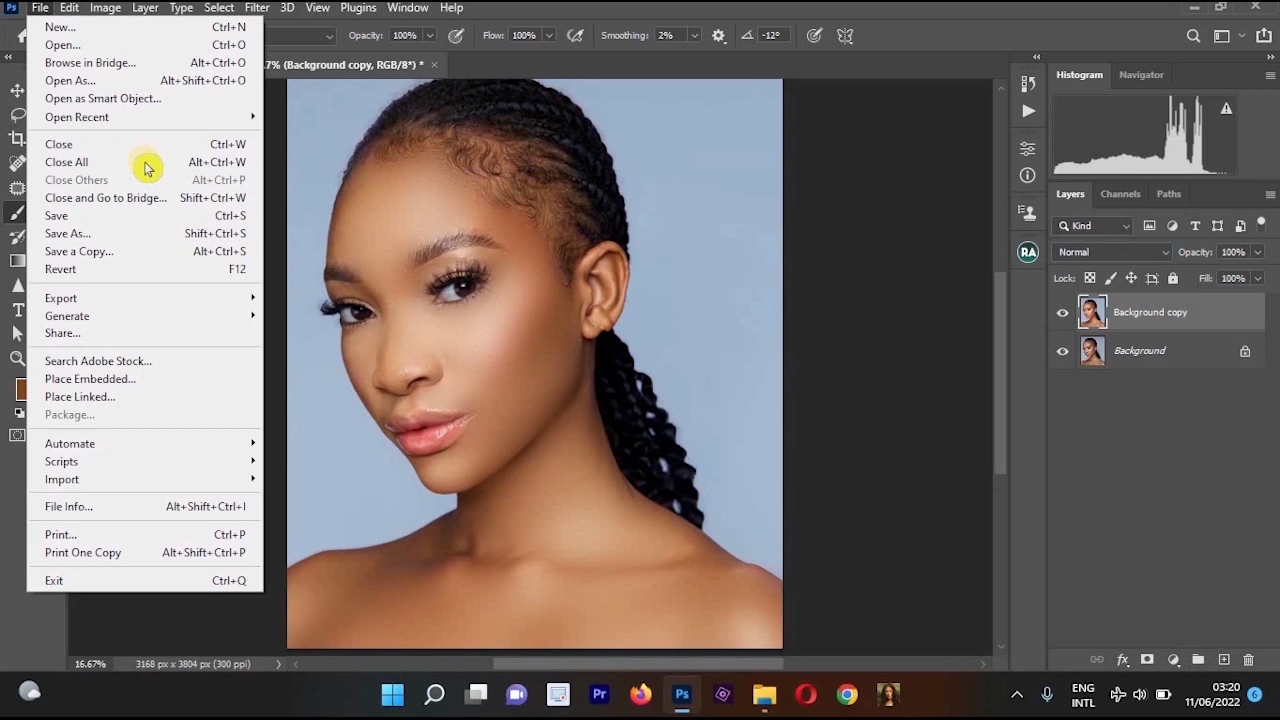 Ps File Edit Image Layer Type Select Filter 3D View Plugins Window Help
Opacity: 100% Flow: 100% Smoothing: 2% -12°
.7% (Background copy, RGB/8*) * ×
New... Ctrl+N
Open... Ctrl+O
Browse in Bridge... Alt+Ctrl+O
Open As... Alt+Shift+Ctrl+O
Open as Smart Object...
Open Recent
Close Ctrl+W
Close All Alt+Ctrl+W
Close Others Alt+Ctrl+P
Close and Go to Bridge... Shift+Ctrl+W
Save Ctrl+S
Save As... Shift+Ctrl+S
Save a Copy... Alt+Ctrl+S
Revert F12
Export
Generate
Share...
Search Adobe Stock...
Place Embedded...
Place Linked...
Package...
Automate
Scripts
Import
File Info... Alt+Shift+Ctrl+I
Print... Ctrl+P
Print One Copy Alt+Shift+Ctrl+P
Exit Ctrl+Q
Histogram Navigator
Layers Channels Paths
Kind
Normal Opacity: 100%
Lock: Fill: 100%
RA
Background copy
Background
fx
16.67% 3168 px x 3804 px (300 ppi)
Pr Ps
ENG
INTL
03:20
11/06/2022
6